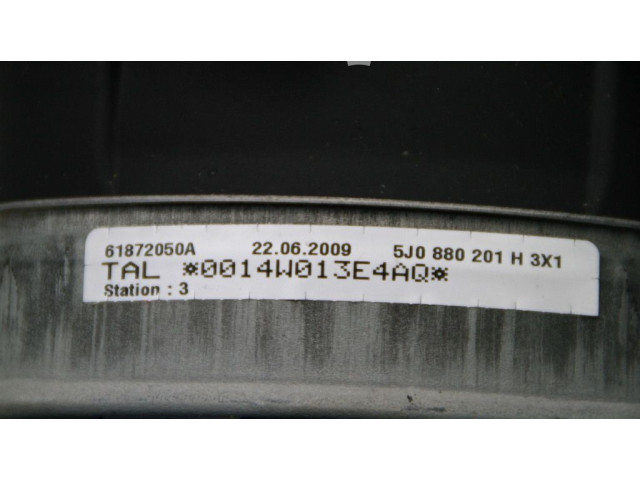 61872050A 22.06.2009 5J0 880 201 H 3X1
TAL *0014W013E4AQ*
Station : 3